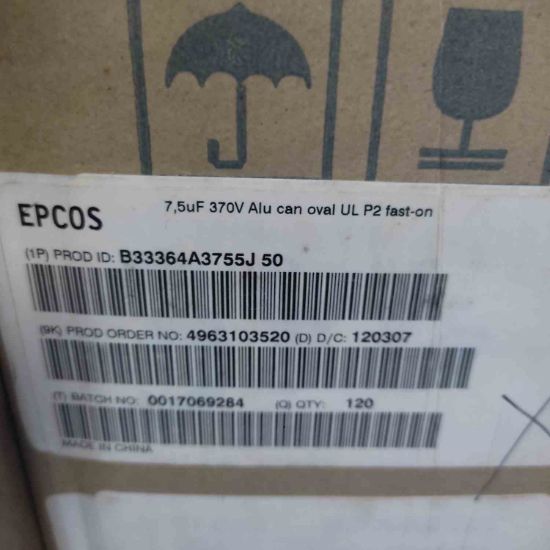 EPCOS
7,5uF 370V Alu can oval UL P2 fast-on
(1P) PROD ID: B33364A3755J 50
(9K) PROD ORDER NO: 4963103520 (D) D/C: 120307
(T) BATCH NO: 0017069284 (Q) QTY: 120
MADE IN CHINA